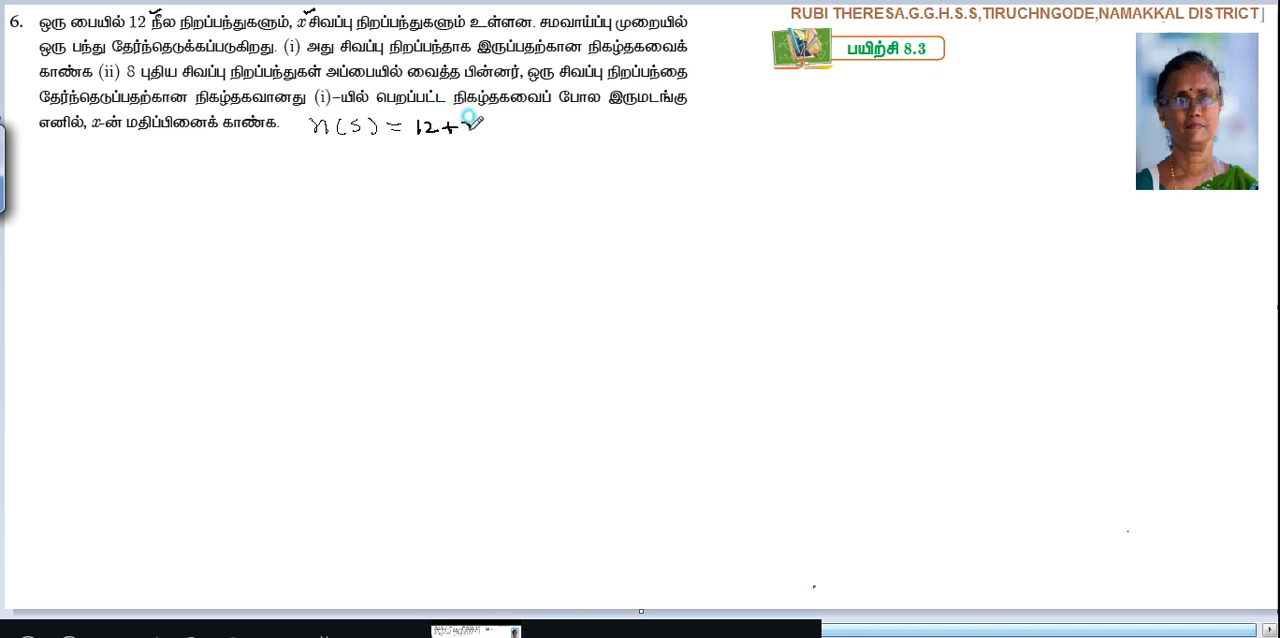 RUBI THERESA.G.G.H.S.S,TIRUCHNGODE,NAMAKKAL DISTRICT
பயிற்சி 8.3
6. ஒரு பையில் 12 நீல நிறப்பந்துகளும், x சிவப்பு நிறப்பந்துகளும் உள்ளன. சமவாய்ப்பு முறையில்
ஒரு பந்து தேர்ந்தெடுக்கப்படுகிறது. (i) அது சிவப்பு நிறப்பந்தாக இருப்பதற்கான நிகழ்தகவைக்
காண்க (ii) 8 புதிய சிவப்பு நிறப்பந்துகள் அப்பையில் வைத்த பின்னர், ஒரு சிவப்பு நிறப்பந்தை
தேர்ந்தெடுப்பதற்கான நிகழ்தகவானது (i)-யில் பெறப்பட்ட நிகழ்தகவைப் போல இருமடங்கு
எனில், x-ன் மதிப்பினைக் காண்க. n(S) = 12+